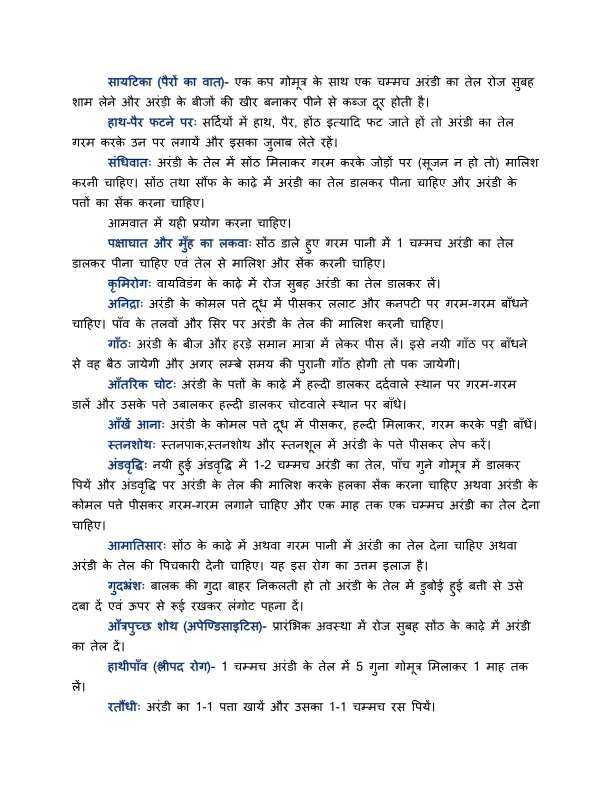 सायटिका (पैरों का वात)- एक कप गोमूत्र के साथ एक चम्मच अरंडी का तेल रोज सुबह
शाम लेने और अरंडी के बीजों की खीर बनाकर पीने से कब्ज दूर होती है।
हाथ-पैर फटने परः सर्दियों में हाथ, पैर, होंठ इत्यादि फट जाते हों तो अरंडी का तेल
गरम करके उन पर लगायें और इसका जुलाब लेते रहें।
संधिवातः अरंडी के तेल में सोंठ मिलाकर गरम करके जोड़ों पर (सूजन न हो तो) मालिश
करनी चाहिए। सोंठ तथा सौंफ के काढ़े में अरंडी का तेल डालकर पीना चाहिए और अरंडी के
पत्तों का सेंक करना चाहिए।
आमवात में यही प्रयोग करना चाहिए।
पक्षाघात और मुँह का लकवाः सोंठ डाले हुए गरम पानी में 1 चम्मच अरंडी का तेल
डालकर पीना चाहिए एवं तेल से मालिश और सेंक करनी चाहिए।
कृमिरोगः वायविडंग के काढ़े में रोज सुबह अरंडी का तेल डालकर लें।
अनिद्राः अरंडी के कोमल पत्ते दूध में पीसकर ललाट और कनपटी पर गरम-गरम बाँधने
चाहिए। पाँव के तलवों और सिर पर अरंडी के तेल की मालिश करनी चाहिए।
गाँठः अरंडी के बीज और हरड़े समान मात्रा में लेकर पीस लें। इसे नयी गाँठ पर बाँधने
से वह बैठ जायेगी और अगर लम्बे समय की पुरानी गाँठ होगी तो पक जायेगी।
आँतरिक चोटः अरंडी के पत्तों के काढ़े में हल्दी डालकर दर्दवाले स्थान पर गरम-गरम
डालें और उसके पत्ते उबालकर हल्दी डालकर चोटवाले स्थान पर बाँधे।
आँखें आनाः अरंडी के कोमल पत्ते दूध में पीसकर, हल्दी मिलाकर, गरम करके पट्टी बाँधें।
स्तनशोथः स्तनपाक,स्तनशोथ और स्तनशूल में अरंडी के पत्ते पीसकर लेप करें।
अंडवृद्धिः नयी हुई अंडवृद्धि में 1-2 चम्मच अरंडी का तेल, पाँच गुने गोमूत्र में डालकर
पियें और अंडवृद्धि पर अरंडी के तेल की मालिश करके हलका सेंक करना चाहिए अथवा अरंडी के
कोमल पत्ते पीसकर गरम-गरम लगाने चाहिए और एक माह तक एक चम्मच अरंडी का तेल देना
चाहिए।
आमातिसारः सोंठ के काढ़े में अथवा गरम पानी में अरंडी का तेल देना चाहिए अथवा
अरंडी के तेल की पिचकारी देनी चाहिए। यह इस रोग का उत्तम इलाज है।
गुदभ्रंशः बालक की गुदा बाहर निकलती हो तो अरंडी के तेल में डुबोई हुई बत्ती से उसे
दबा दें एवं ऊपर से रूई रखकर लंगोट पहना दें।
आँत्रपुच्छ शोथ (अपेण्डिसाइटिस)- प्रारंभिक अवस्था में रोज सुबह सोंठ के काढ़े में अरंडी
का तेल दें।
हाथीपाँव (श्लीपद रोग)- 1 चम्मच अरंडी के तेल में 5 गुना गोमूत्र मिलाकर 1 माह तक
लें।
रतौंधीः अरंडी का 1-1 पत्ता खायें और उसका 1-1 चम्मच रस पियें।